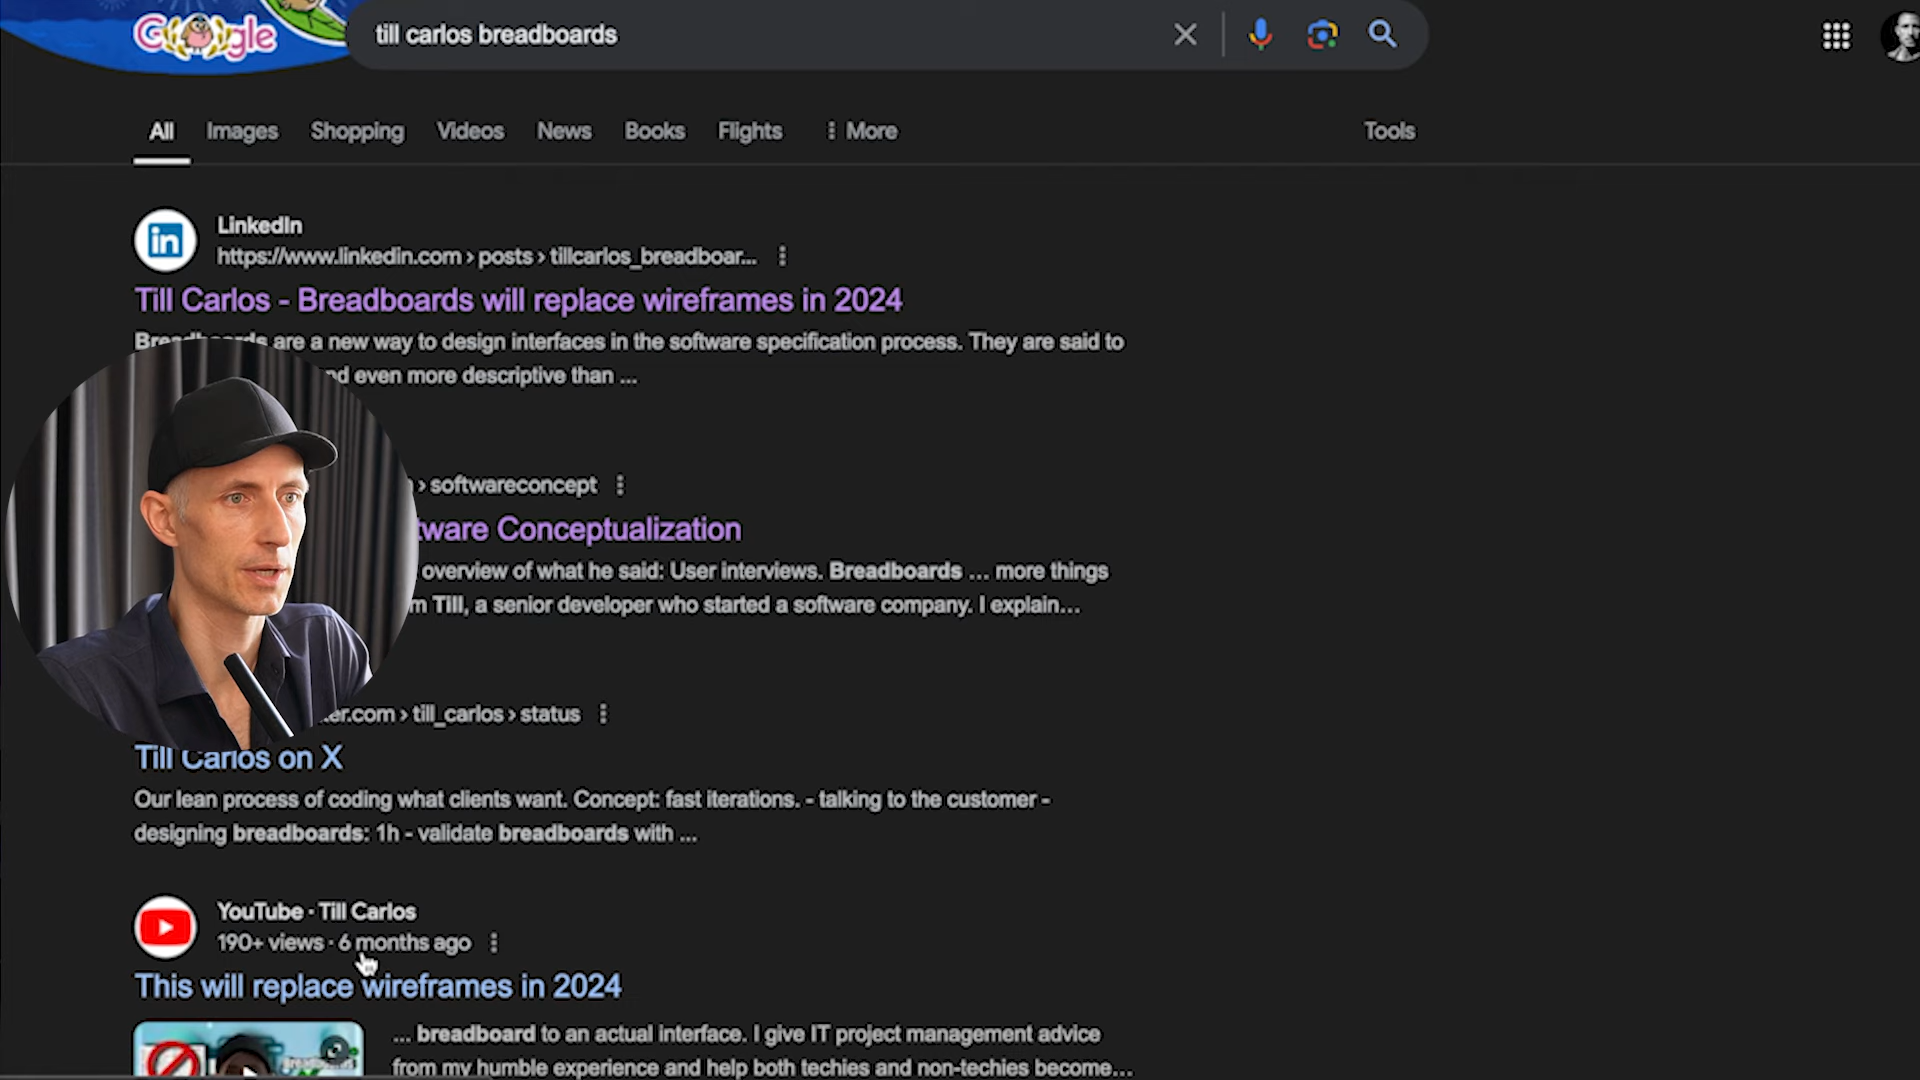 Google
till carlos breadboards
All Images Shopping Videos News Books Flights More Tools
LinkedIn
https://www.linkedin.com › posts › tillcarlos_breadboar...
Till Carlos - Breadboards will replace wireframes in 2024
Breadboards are a new way to design interfaces in the software specification process. They are said to
nd even more descriptive than ...
› softwareconcept
tware Conceptualization
overview of what he said: User interviews. Breadboards ... more things
m Till, a senior developer who started a software company. I explain...
er.com › till_carlos › status
Till Carlos on X
Our lean process of coding what clients want. Concept: fast iterations. - talking to the customer -
designing breadboards: 1h - validate breadboards with ...
YouTube · Till Carlos
190+ views · 6 months ago
This will replace wireframes in 2024
... breadboard to an actual interface. I give IT project management advice
from my humble experience and help both techies and non-techies become...